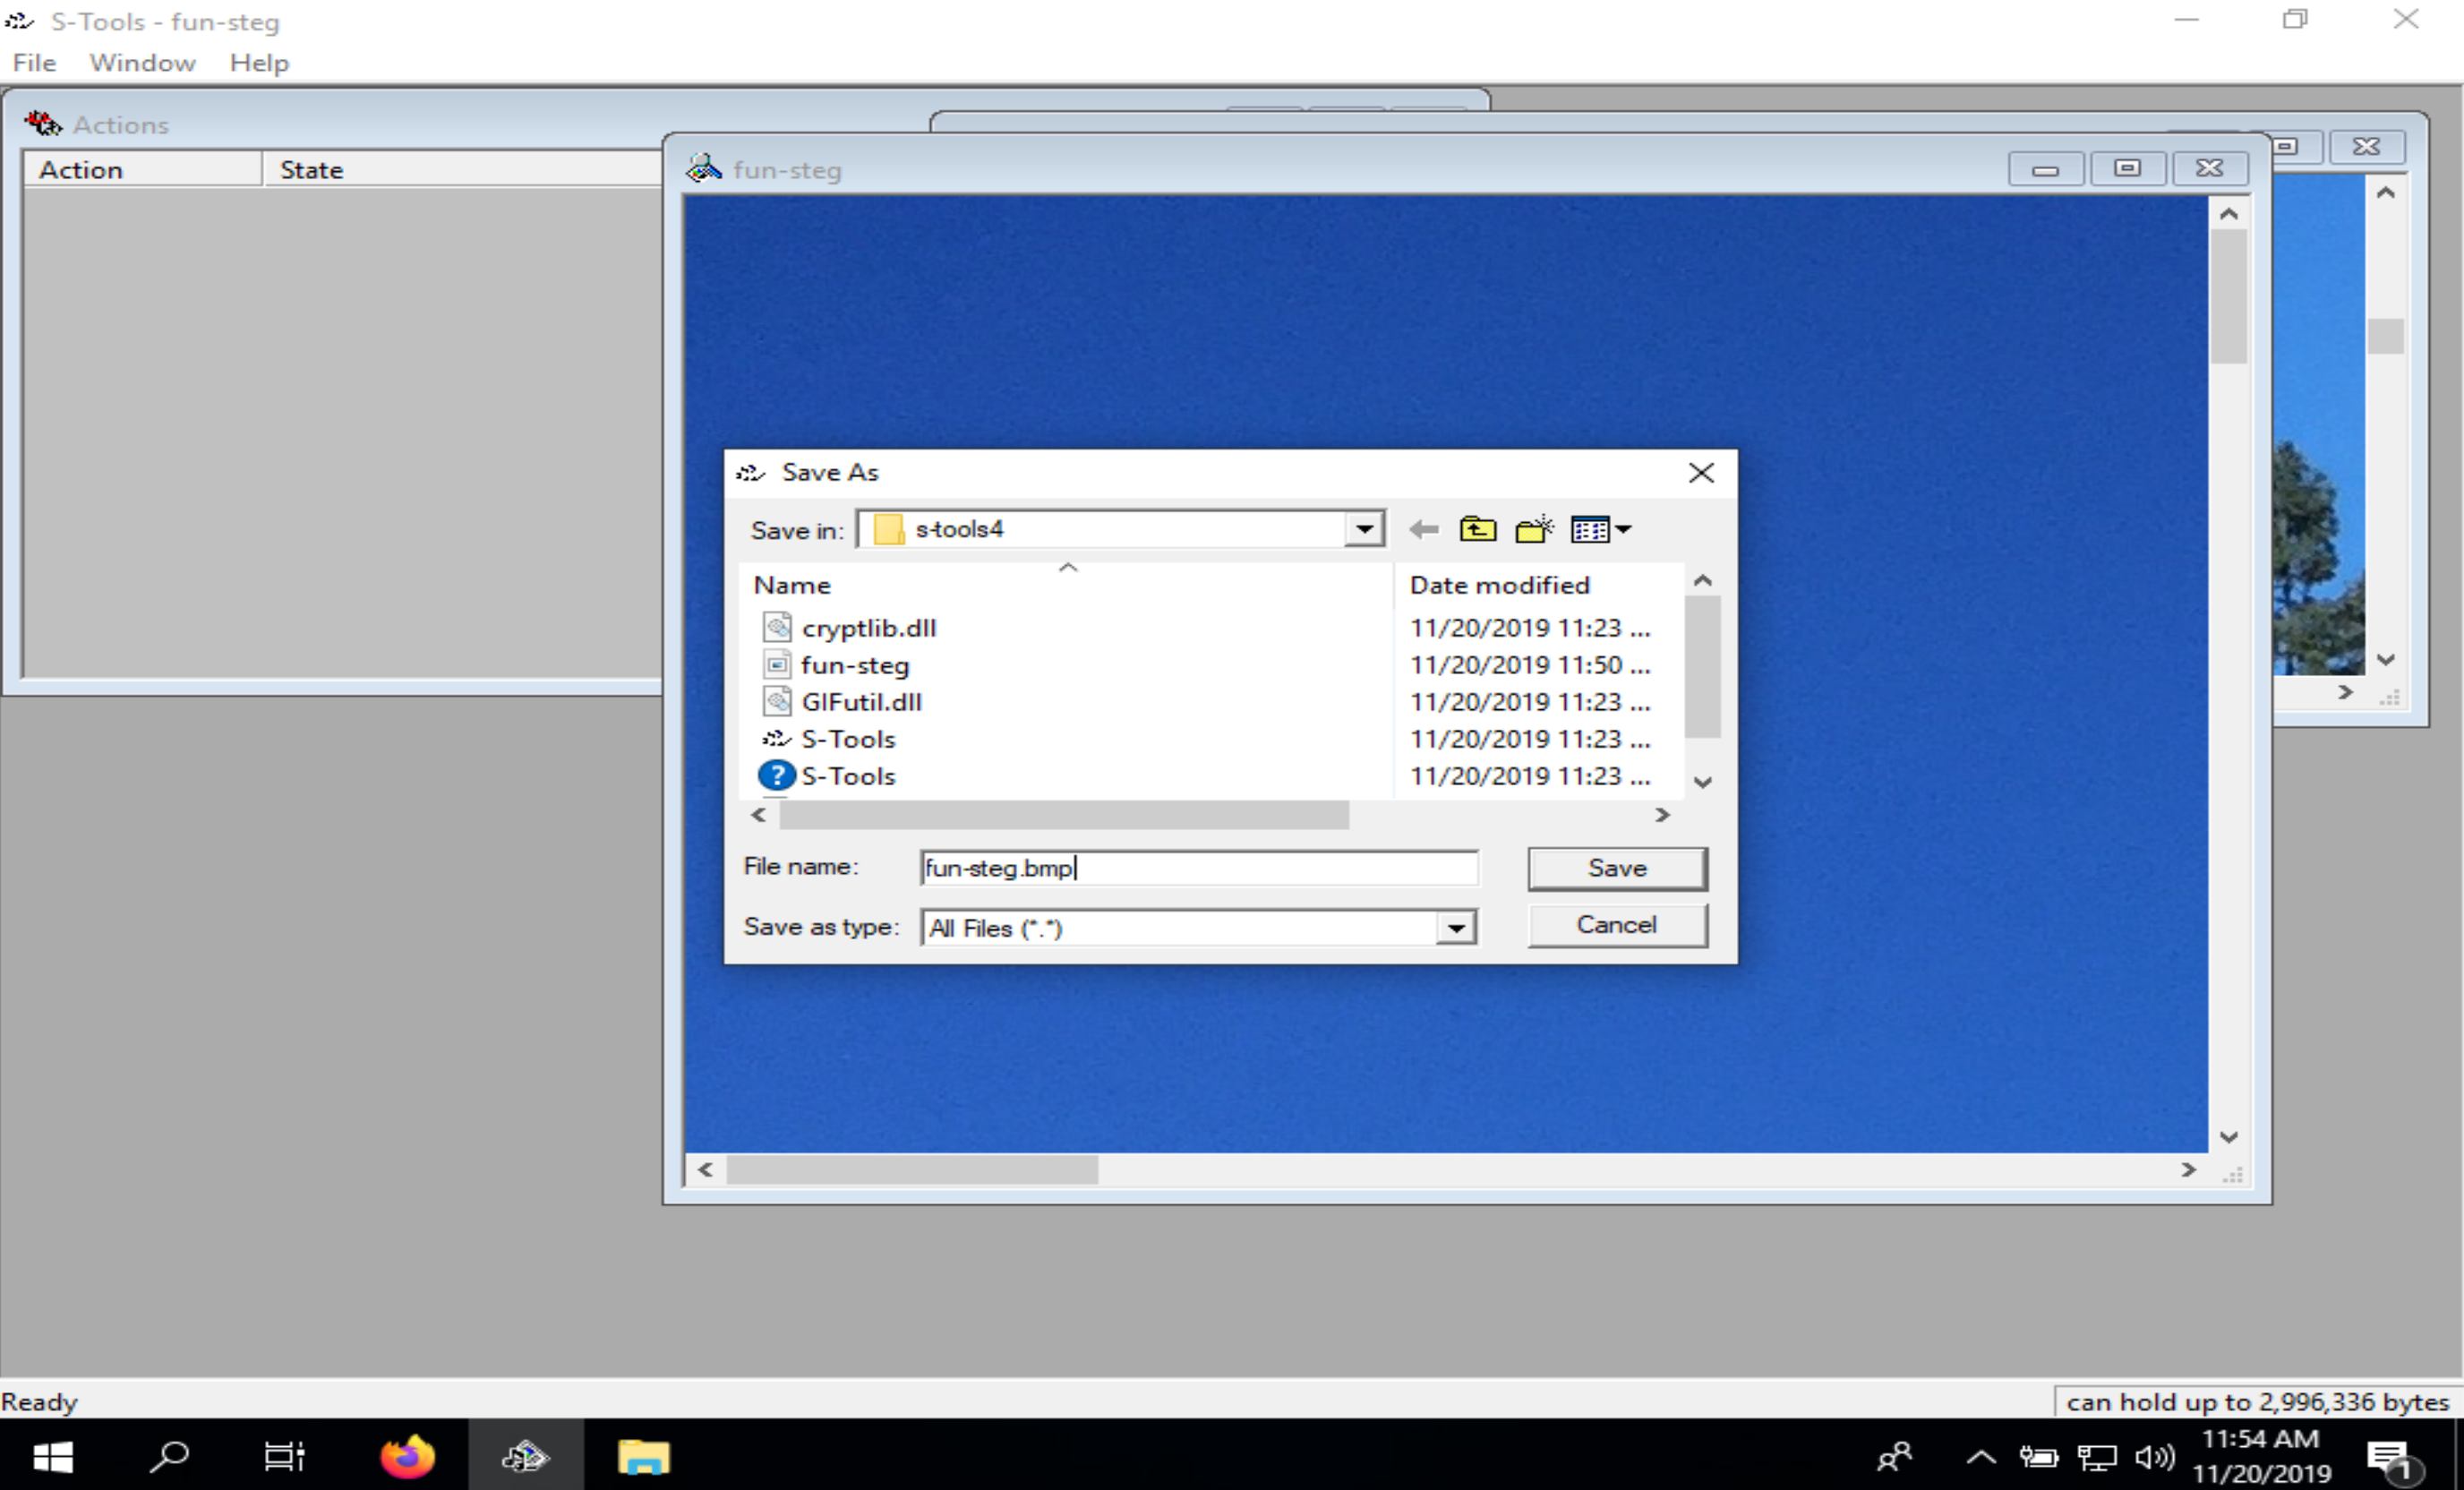 S-Tools - fun-steg
File Window Help
Actions
Action State
fun-steg
Save As
Save in: s-tools4
Name Date modified
cryptlib.dll 11/20/2019 11:23 ...
fun-steg 11/20/2019 11:50 ...
GIFutil.dll 11/20/2019 11:23 ...
S-Tools 11/20/2019 11:23 ...
S-Tools 11/20/2019 11:23 ...
File name: fun-steg.bmp Save
Save as type: All Files (*.*) Cancel
Ready can hold up to 2,996,336 bytes
11:54 AM
11/20/2019
1